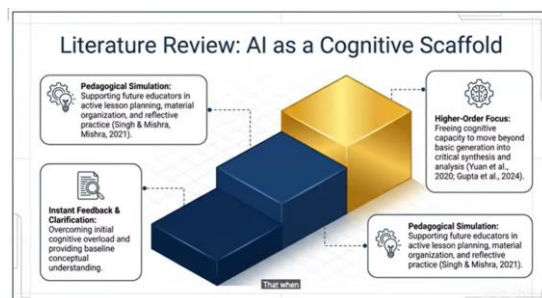 Literature Review: AI as a Cognitive Scaffold
Pedagogical Simulation:
Supporting future educators in
active lesson planning, material
organization, and reflective
practice (Singh & Mishra,
Mishra, 2021).
Higher-Order Focus:
Freeing cognitive
capacity to move beyond
basic generation into
critical synthesis and
analysis (Yuan et al.,
2020; Gupta et al., 2024).
Instant Feedback &
Clarification:
Overcoming initial
cognitive overload and
providing baseline
conceptual
understanding.
Pedagogical Simulation:
Supporting future educators in
active lesson planning, material
organization, and reflective
practice (Singh & Mishra, 2021).
That when